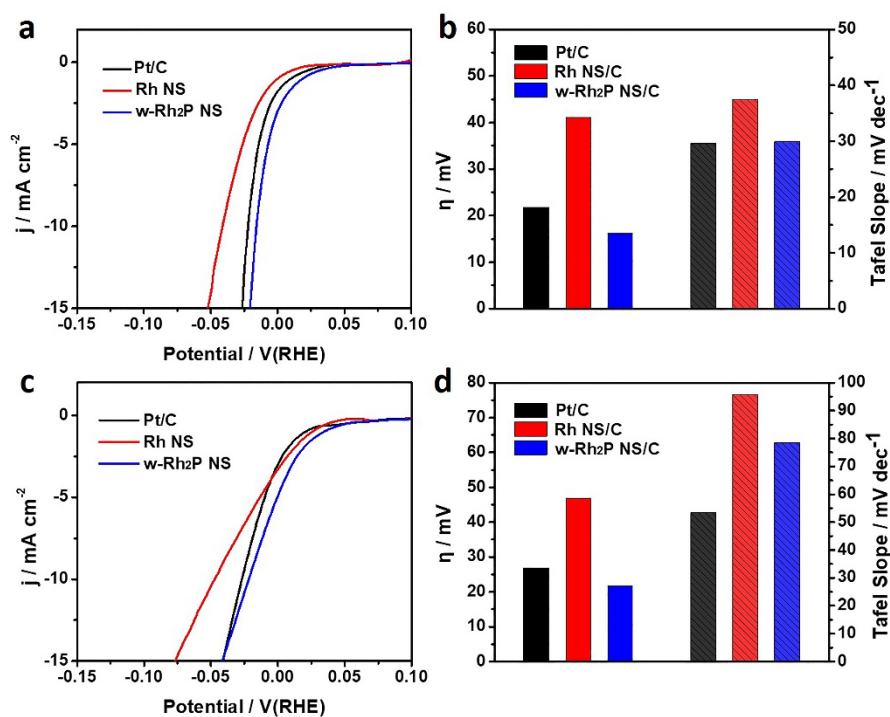 a
j / mA cm-2
0
-5
-10
-15
-0.15 -0.10 -0.05 0.00 0.05 0.10
Potential / V(RHE)
Pt/C
Rh NS
w-Rh2P NS
b
η / mV
60
50
40
30
20
10
0
Pt/C
Rh NS/C
w-Rh2P NS/C
50
40
30
20
10
0
Tafel Slope / mV dec-1
c
j / mA cm-2
0
-5
-10
-15
-0.15 -0.10 -0.05 0.00 0.05 0.10
Potential / V(RHE)
Pt/C
Rh NS
w-Rh2P NS
d
η / mV
80
70
60
50
40
30
20
10
0
Pt/C
Rh NS/C
w-Rh2P NS/C
100
90
80
70
60
50
40
30
20
10
0
Tafel Slope / mV dec-1